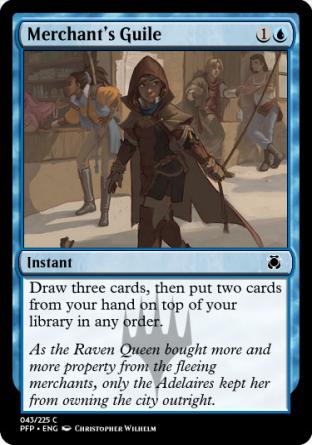 Merchant's Guile 1
Instant
Draw three cards, then put two cards
from your hand on top of your
library in any order.
As the Raven Queen bought more and
more property from the fleeing
merchants, only the Adelaires kept her
from owning the city outright.
043/225 C
PFP • ENG Christopher Wilhelm